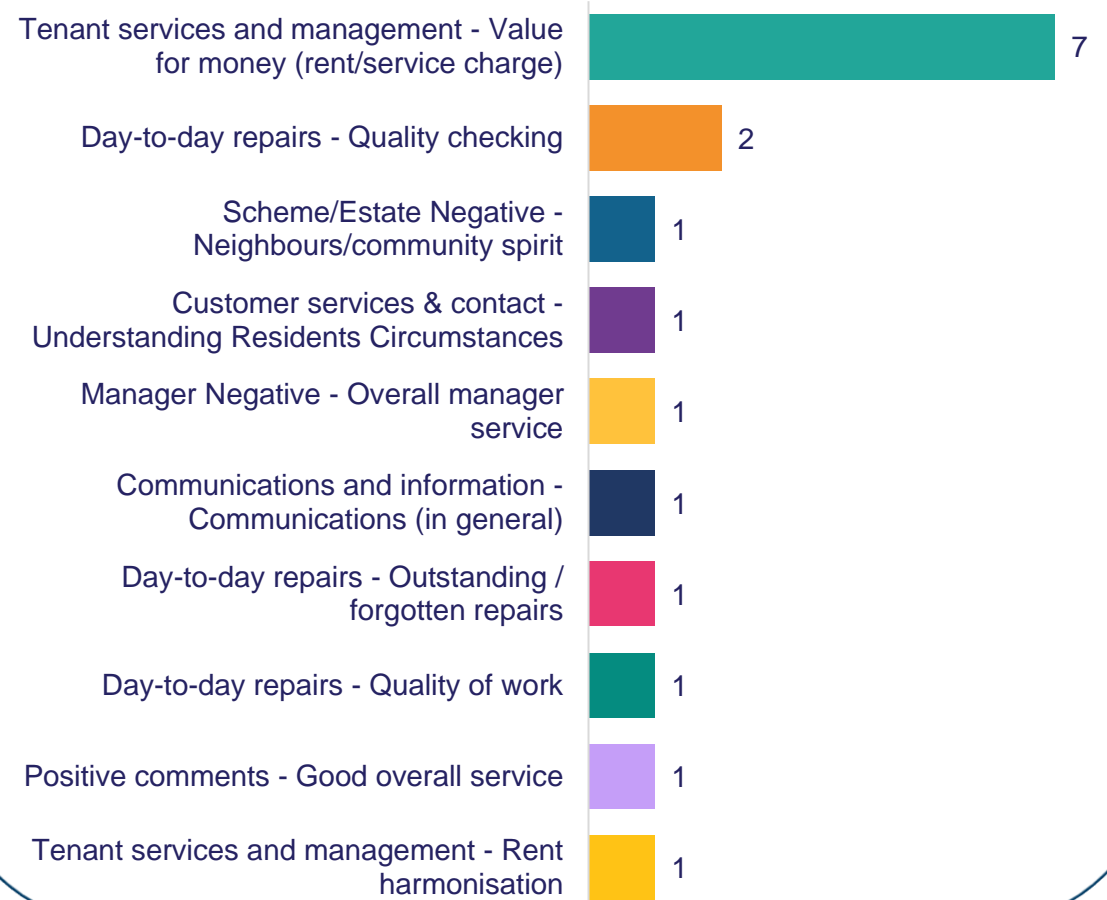 Tenant services and management - Value
for money (rent/service charge)
7
Day-to-day repairs - Quality checking
2
Scheme/Estate Negative -
Neighbours/community spirit
1
Customer services & contact -
Understanding Residents Circumstances
1
Manager Negative - Overall manager
service
1
Communications and information -
Communications (in general)
1
Day-to-day repairs - Outstanding /
forgotten repairs
1
Day-to-day repairs - Quality of work
1
Positive comments - Good overall service
1
Tenant services and management - Rent
harmonisation
1